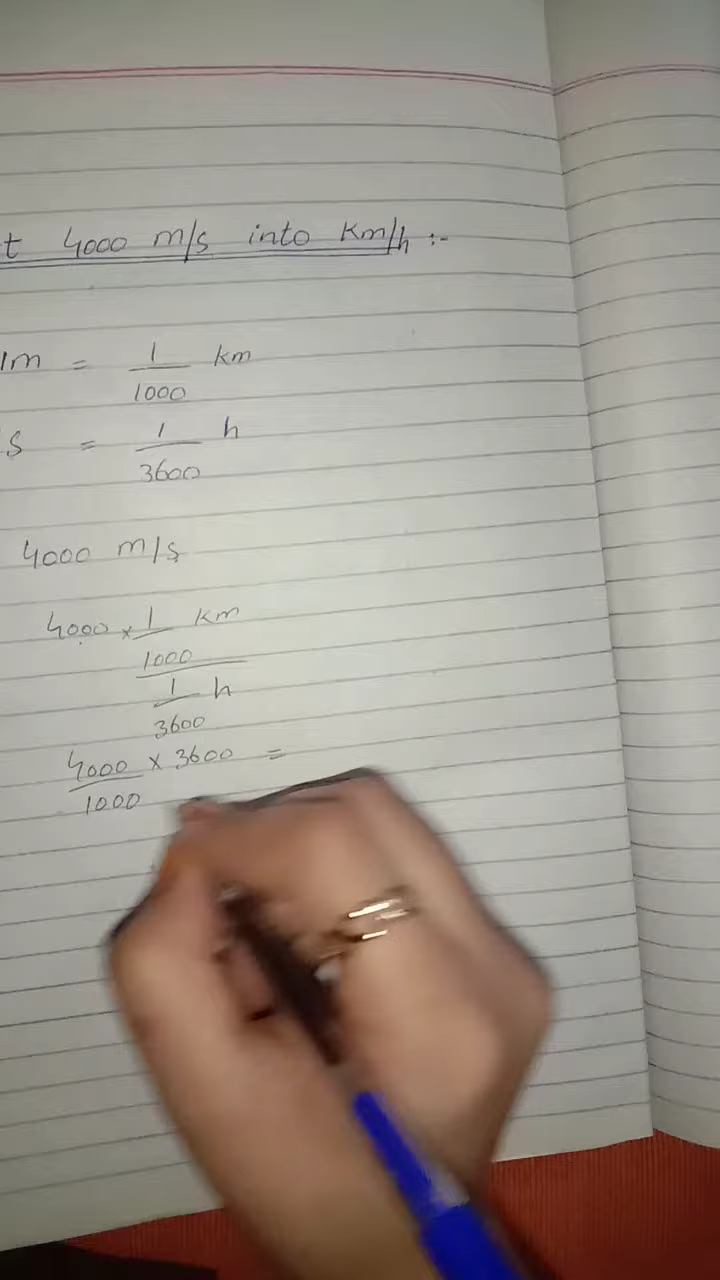 t 4000 m/s into km/h :-
1m = 1/1000 km
S = 1/3600 h
4000 m/s
4000 × 1/1000 km
1/3600 h
4000/1000 × 3600 =